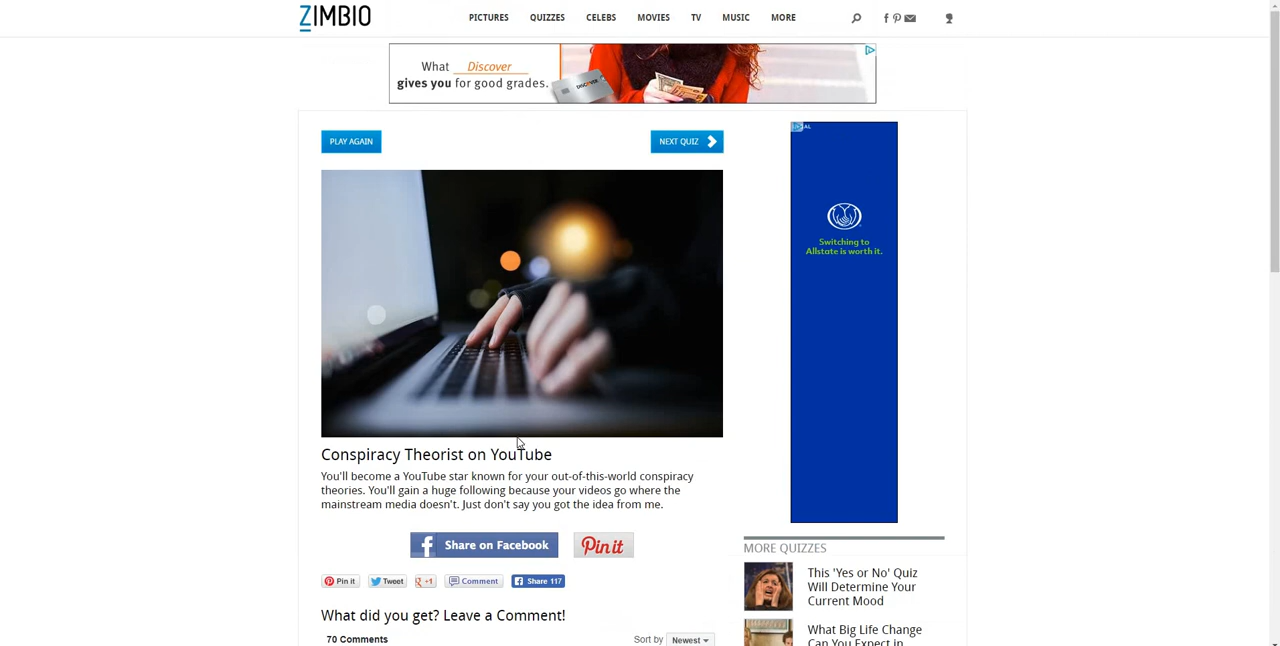 ZIMBIO
PICTURES QUIZZES CELEBS MOVIES TV MUSIC MORE
What Discover
gives you for good grades.
DISCOVER
PLAY AGAIN
NEXT QUIZ
Switching to
Allstate is worth it.
Conspiracy Theorist on YouTube
You'll become a YouTube star known for your out-of-this-world conspiracy
theories. You'll gain a huge following because your videos go where the
mainstream media doesn't. Just don't say you got the idea from me.
Share on Facebook
Pin it
Pin it
Tweet
+1
Comment
Share 117
What did you get? Leave a Comment!
70 Comments
Sort by Newest
MORE QUIZZES
This 'Yes or No' Quiz
Will Determine Your
Current Mood
What Big Life Change
Can You Expect in